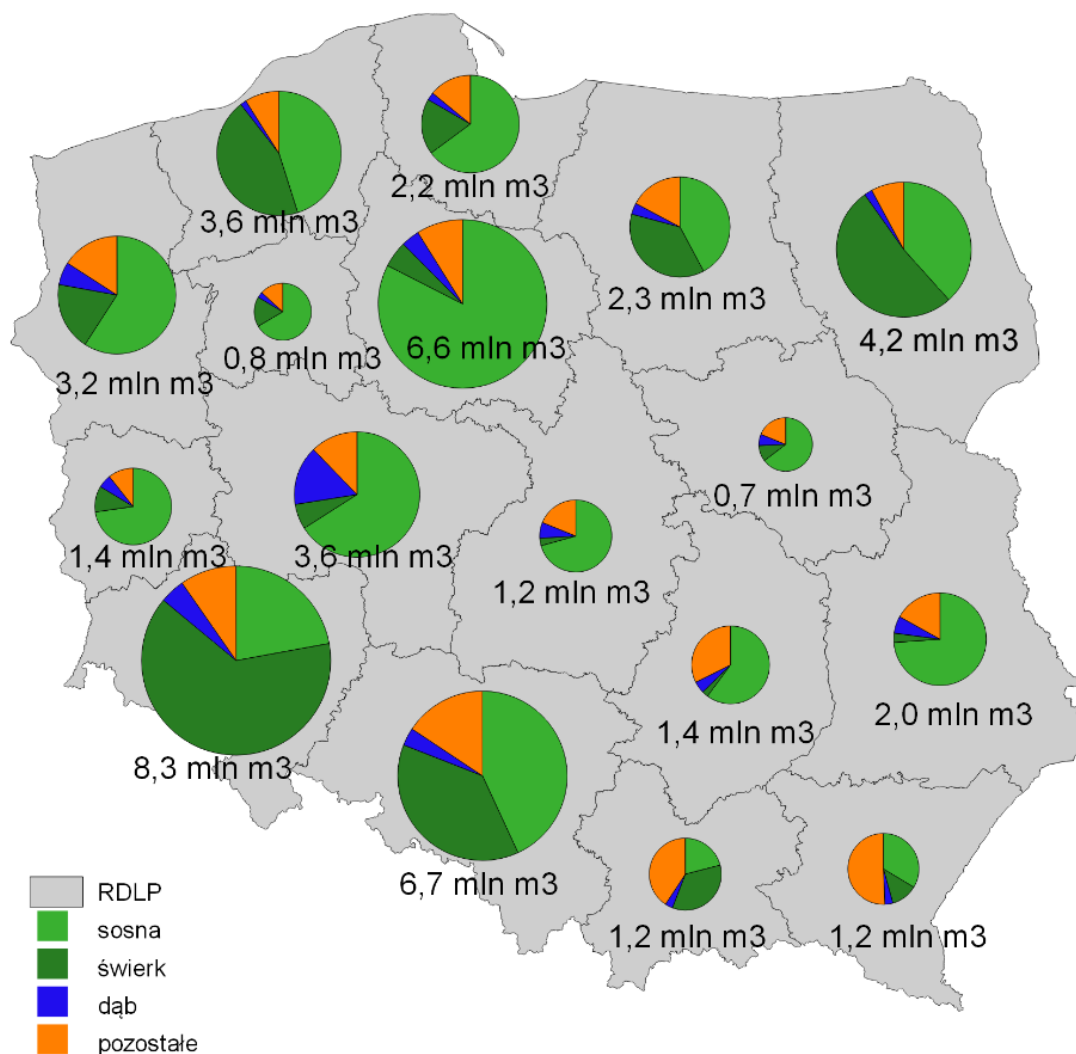 2,2 mln m3
3,6 mln m3
2,3 mln m3
4,2 mln m3
6,6 mln m3
0,8 mln m3
3,2 mln m3
0,7 mln m3
3,6 mln m3
1,4 mln m3
1,2 mln m3
2,0 mln m3
1,4 mln m3
8,3 mln m3
6,7 mln m3
1,2 mln m3
1,2 mln m3
RDLP
sosna
świerk
dąb
pozostałe